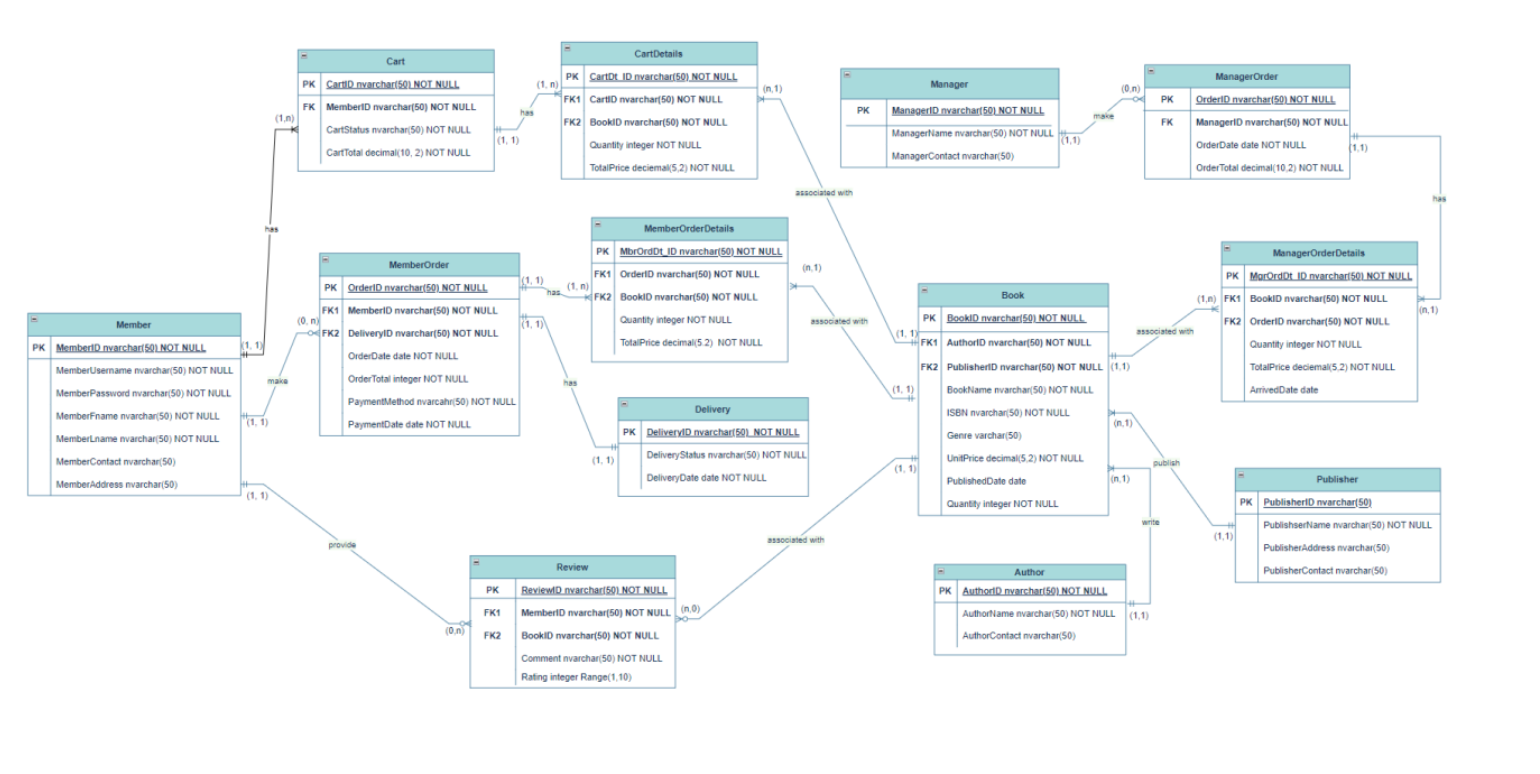 Cart
PK CartID nvarchar(50) NOT NULL
FK MemberID nvarchar(50) NOT NULL
CartStatus nvarchar(50) NOT NULL
CartTotal decimal(10, 2) NOT NULL
(1,n)
has
(1, 1)
(1, n)
has
(1, 1)
CartDetails
PK CartDt_ID nvarchar(50) NOT NULL
FK1 CartID nvarchar(50) NOT NULL
FK2 BookID nvarchar(50) NOT NULL
Quantity integer NOT NULL
TotalPrice deciemal(5,2) NOT NULL
(n,1)
associated with
(1, 1)
Manager
PK ManagerID nvarchar(50) NOT NULL
ManagerName nvarchar(50) NOT NULL
ManagerContact nvarchar(50)
(0,n)
make
(1,1)
ManagerOrder
PK OrderID nvarchar(50) NOT NULL
FK ManagerID nvarchar(50) NOT NULL
OrderDate date NOT NULL
OrderTotal decimal(10,2) NOT NULL
(1,1)
has
(n,1)
MemberOrder
PK OrderID nvarchar(50) NOT NULL
FK1 MemberID nvarchar(50) NOT NULL
FK2 DeliveryID nvarchar(50) NOT NULL
OrderDate date NOT NULL
OrderTotal integer NOT NULL
PaymentMethod nvarcahr(50) NOT NULL
PaymentDate date NOT NULL
(0, n)
make
(1, 1)
(1, 1)
has
(1, n)
(1, 1)
has
(1, 1)
MemberOrderDetails
PK MbrOrdDt_ID nvarchar(50) NOT NULL
FK1 OrderID nvarchar(50) NOT NULL
FK2 BookID nvarchar(50) NOT NULL
Quantity integer NOT NULL
TotalPrice decimal(5.2) NOT NULL
(n,1)
associated with
(1, 1)
ManagerOrderDetails
PK MgrOrdDt_ID nvarchar(50) NOT NULL
FK1 BookID nvarchar(50) NOT NULL
FK2 OrderID nvarchar(50) NOT NULL
Quantity integer NOT NULL
TotalPrice deciemal(5,2) NOT NULL
ArrivedDate date
(1,n)
associated with
(1,1)
Book
PK BookID nvarchar(50) NOT NULL
FK1 AuthorID nvarchar(50) NOT NULL
FK2 PublisherID nvarchar(50) NOT NULL
BookName nvarchar(50) NOT NULL
ISBN nvarchar(50) NOT NULL
Genre varchar(50)
UnitPrice decimal(5,2) NOT NULL
PublishedDate date
Quantity integer NOT NULL
(n,1)
publish
(1,1)
(n,1)
write
(1,1)
Member
PK MemberID nvarchar(50) NOT NULL
MemberUsername nvarchar(50) NOT NULL
MemberPassword nvarchar(50) NOT NULL
MemberFname nvarchar(50) NOT NULL
MemberLname nvarchar(50) NOT NULL
MemberContact nvarchar(50)
MemberAddress nvarchar(50)
(1, 1)
provide
(0,n)
Delivery
PK DeliveryID nvarchar(50) NOT NULL
DeliveryStatus nvarchar(50) NOT NULL
DeliveryDate date NOT NULL
Publisher
PK PublisherID nvarchar(50)
PublishserName nvarchar(50) NOT NULL
PublisherAddress nvarchar(50)
PublisherContact nvarchar(50)
Review
PK ReviewID nvarchar(50) NOT NULL
FK1 MemberID nvarchar(50) NOT NULL
FK2 BookID nvarchar(50) NOT NULL
Comment nvarchar(50) NOT NULL
Rating integer Range(1,10)
(n,0)
associated with
(1, 1)
Author
PK AuthorID nvarchar(50) NOT NULL
AuthorName nvarchar(50) NOT NULL
AuthorContact nvarchar(50)